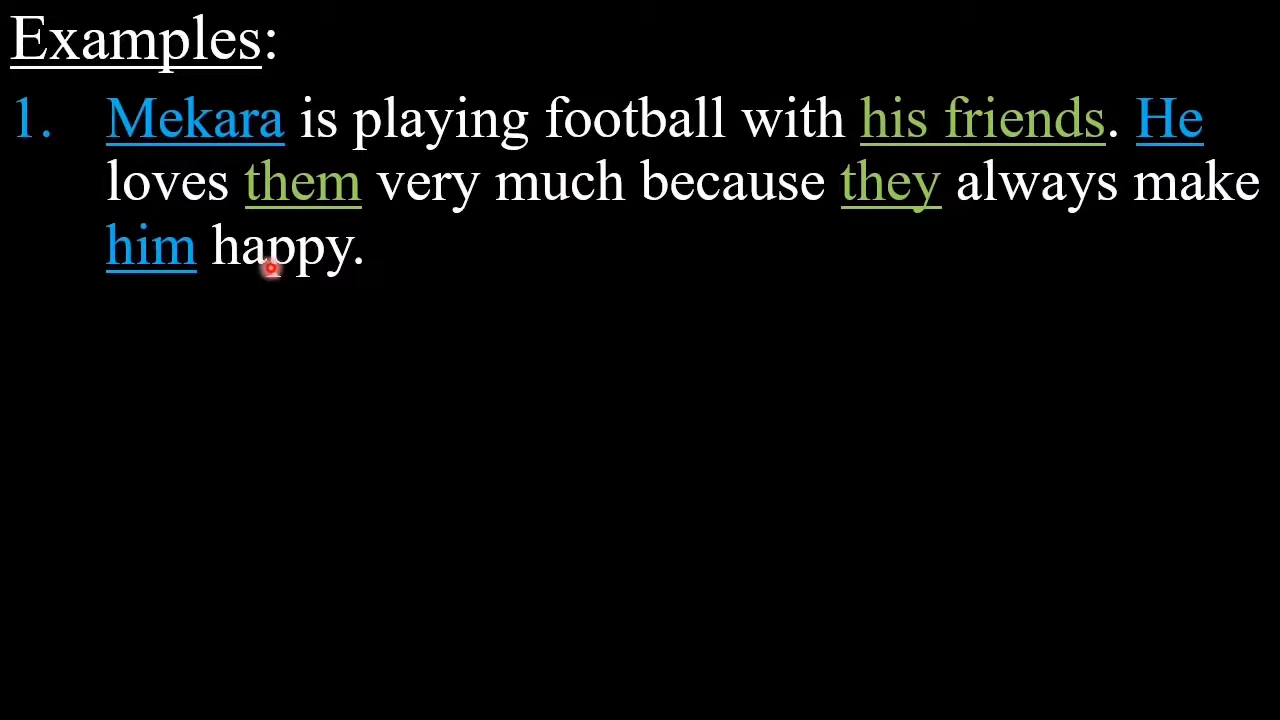 Examples:
1. Mekara is playing football with his friends. He
loves them very much because they always make
him happy.